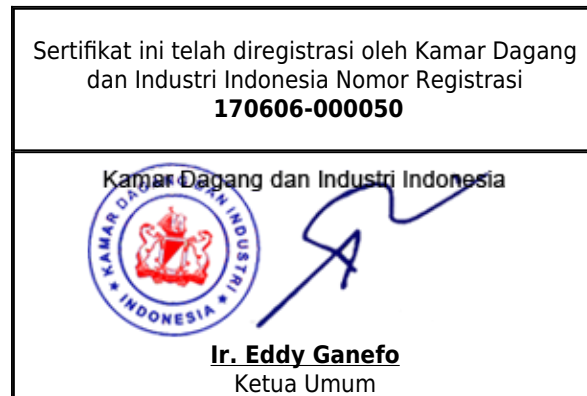 Sertifikat ini telah diregistrasi oleh Kamar Dagang
dan Industri Indonesia Nomor Registrasi
170606-000050
Kamar Dagang dan Industri Indonesia
KAMAR DAGANG DAN INDUSTRI
★ INDONESIA ★
Ir. Eddy Ganefo
Ketua Umum